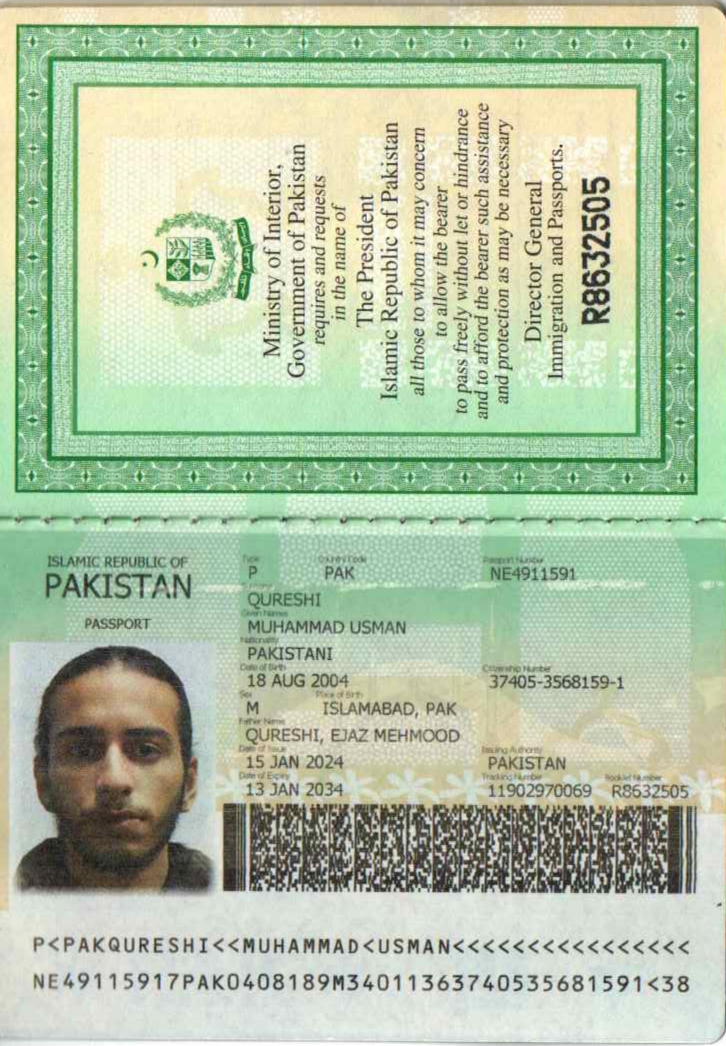 Ministry of Interior,
Government of Pakistan
requires and requests
in the name of
The President
Islamic Republic of Pakistan
all those to whom it may concern
to allow the bearer
to pass freely without let or hindrance
and to afford the bearer such assistance
and protection as may be necessary
Director General
Immigration and Passports.
R8632505
ISLAMIC REPUBLIC OF
PAKISTAN
PASSPORT
Type Country Code Passport Number
P PAK NE4911591
QURESHI
Given Names
MUHAMMAD USMAN
Nationality
PAKISTANI
Date of Birth Citizenship Number
18 AUG 2004 37405-3568159-1
Sex Place of Birth
M ISLAMABAD, PAK
Father Name
QURESHI, EJAZ MEHMOOD
Date of Issue Issuing Authority
15 JAN 2024 PAKISTAN
Date of Expiry Tracking Number Booklet Number
13 JAN 2034 11902970069 R8632505
P<PAKQURESHI<<MUHAMMAD<USMAN<<<<<<<<<<<<<<<<
NE49115917PAK0408189M34011363740535681591<38